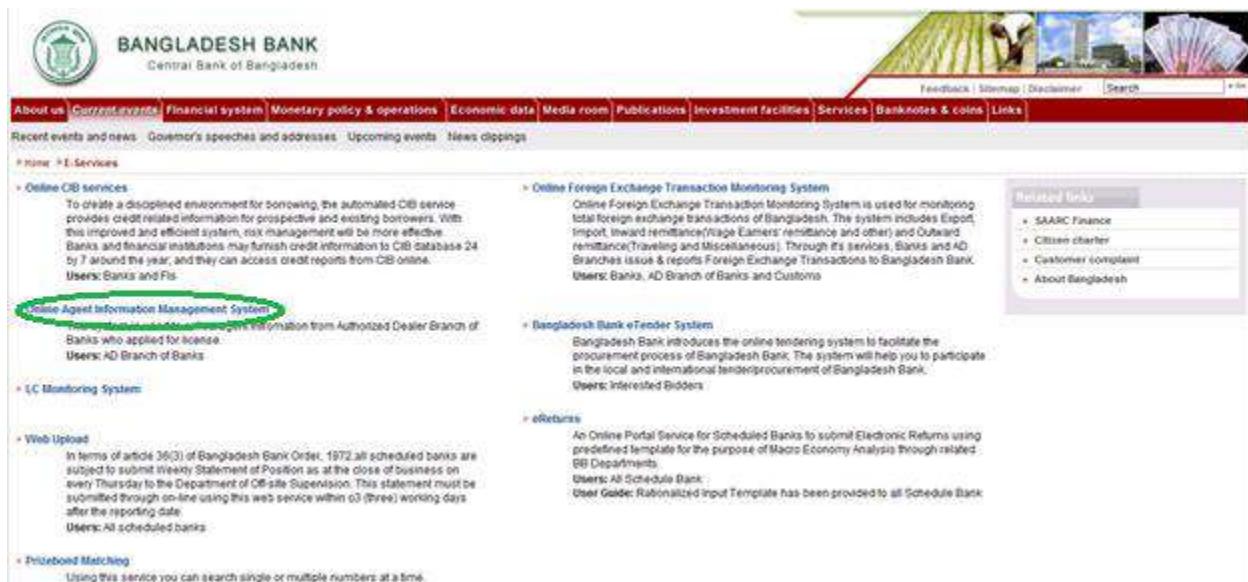 BANGLADESH BANK
Central Bank of Bangladesh
Feedback | Sitemap | Disclaimer Search
About us Current events Financial system Monetary policy & operations Economic data Media room Publications Investment facilities Services Banknotes & coins Links
Recent events and news Governor's speeches and addresses Upcoming events News clippings
Home E-Services
Online CIB services
To create a disciplined environment for borrowing, the automated CIB service
provides credit related information for prospective and existing borrowers. With
this improved and efficient system, risk management will be more effective.
Banks and financial institutions may furnish credit information to CIB database 24
by 7 around the year, and they can access credit reports from CIB online.
Users: Banks and FIs
Online Agent Information Management System
information from Authorized Dealer Branch of
Banks who applied for license.
Users: AD Branch of Banks
LC Monitoring System
Web Upload
In terms of article 36(3) of Bangladesh Bank Order, 1972,all scheduled banks are
subject to submit Weekly Statement of Position as at the close of business on
every Thursday to the Department of Off-site Supervision. This statement must be
submitted through on-line using this web service within o3 (three) working days
after the reporting date.
Users: All scheduled banks
Prizebond Matching
Using this service you can search single or multiple numbers at a time.
Online Foreign Exchange Transaction Monitoring System
Online Foreign Exchange Transaction Monitoring System is used for monitoring
total foreign exchange transactions of Bangladesh. The system includes Export,
Import, Inward remittance(Wage Earners' remittance and other) and Outward
remittance(Traveling and Miscellaneous). Through it's services, Banks and AD
Branches issue & reports Foreign Exchange Transactions to Bangladesh Bank.
Users: Banks, AD Branch of Banks and Customs
Bangladesh Bank eTender System
Bangladesh Bank introduces the online tendering system to facilitate the
procurement process of Bangladesh Bank. The system will help you to participate
in the local and international tender/procurement of Bangladesh Bank.
Users: Interested Bidders
eReturns
An Online Portal Service for Scheduled Banks to submit Electronic Returns using
predefined template for the purpose of Macro Economy Analysis through related
BB Departments.
Users: All Schedule Bank
User Guide: Rationalized Input Template has been provided to all Schedule Bank
Related links
SAARC Finance
Citizen charter
Customer complaint
About Bangladesh